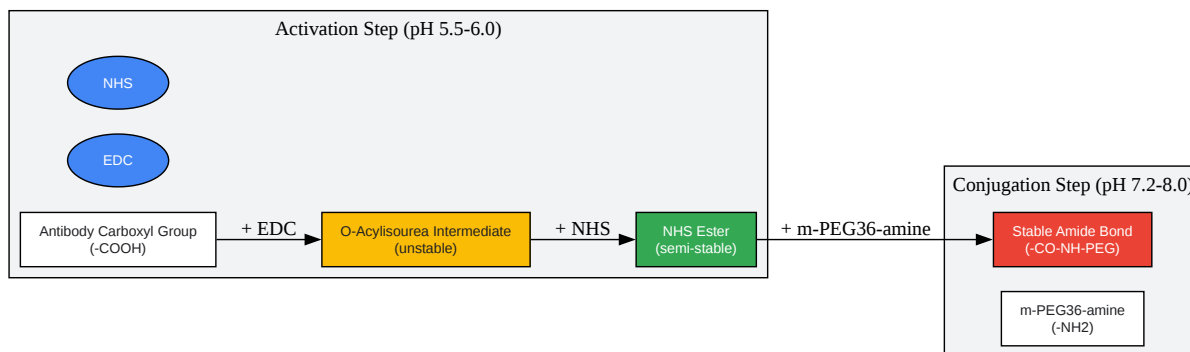 Activation Step (pH 5.5-6.0)
NHS
EDC
Antibody Carboxyl Group
(-COOH)
+ EDC
O-Acylisourea Intermediate
(unstable)
+ NHS
NHS Ester
(semi-stable)
+ m-PEG36-amine
Conjugation Step (pH 7.2-8.0)
Stable Amide Bond
(-CO-NH-PEG)
m-PEG36-amine
(-NH2)